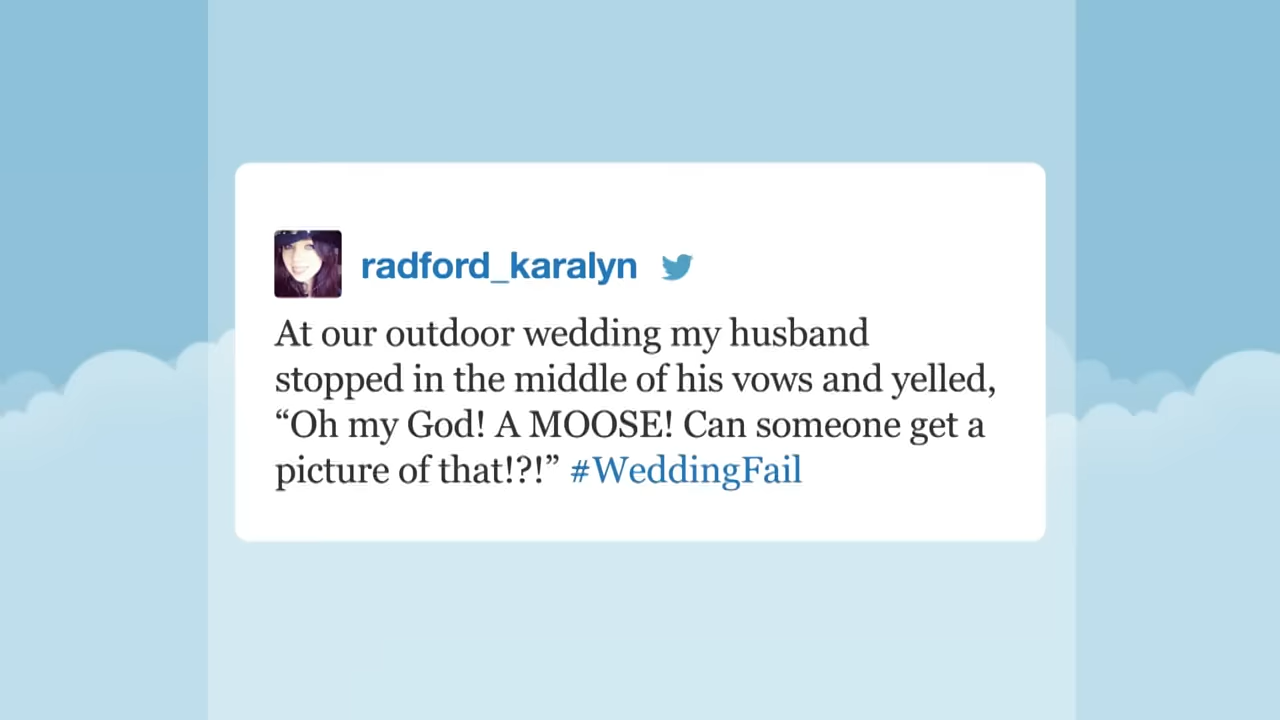 radford_karalyn
At our outdoor wedding my husband
stopped in the middle of his vows and yelled,
“Oh my God! A MOOSE! Can someone get a
picture of that!?!” #WeddingFail